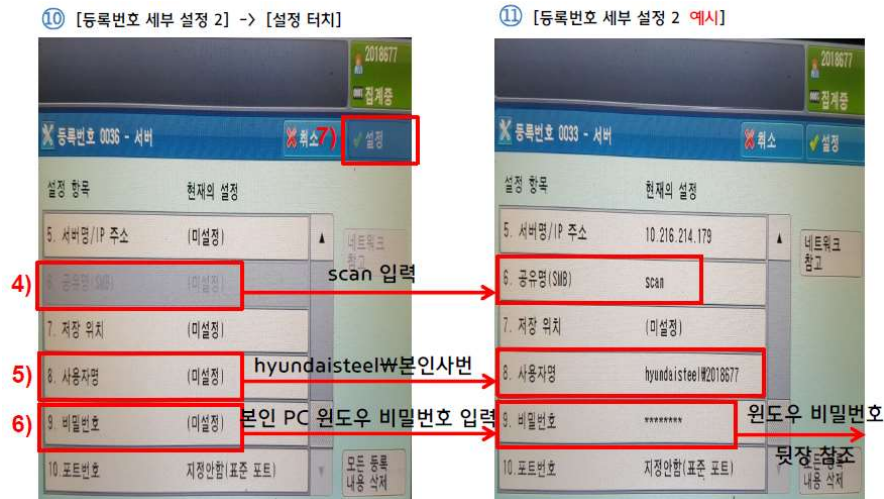 ⑩ [등록번호 세부 설정 2] -> [설정 터치]
2018677
집계중
등록번호 0036 - 서버
취소
7)
설정
설정 항목
현재의 설정
5. 서버명/IP 주소
(미설정)
네트워크
참고
4)
6. 공유명(SMB)
(미설정)
scan 입력
7. 저장 위치
(미설정)
5)
8. 사용자명
(미설정)
hyundaisteel₩본인사번
6)
9. 비밀번호
(미설정)
본인 PC 윈도우 비밀번호 입력
10.포트번호
지정안함(표준 포트)
모든 등록
내용 삭제
⑪ [등록번호 세부 설정 2 예시]
2018677
집계중
등록번호 0033 - 서버
취소
설정
설정 항목
현재의 설정
5. 서버명/IP 주소
10.216.214.179
네트워크
참고
6. 공유명(SMB)
scan
7. 저장 위치
(미설정)
8. 사용자명
hyundaisteel₩2018677
9. 비밀번호
********
윈도우 비밀번호
뒷장 참조
10.포트번호
지정안함(표준 포트)
모든 등록
내용 삭제